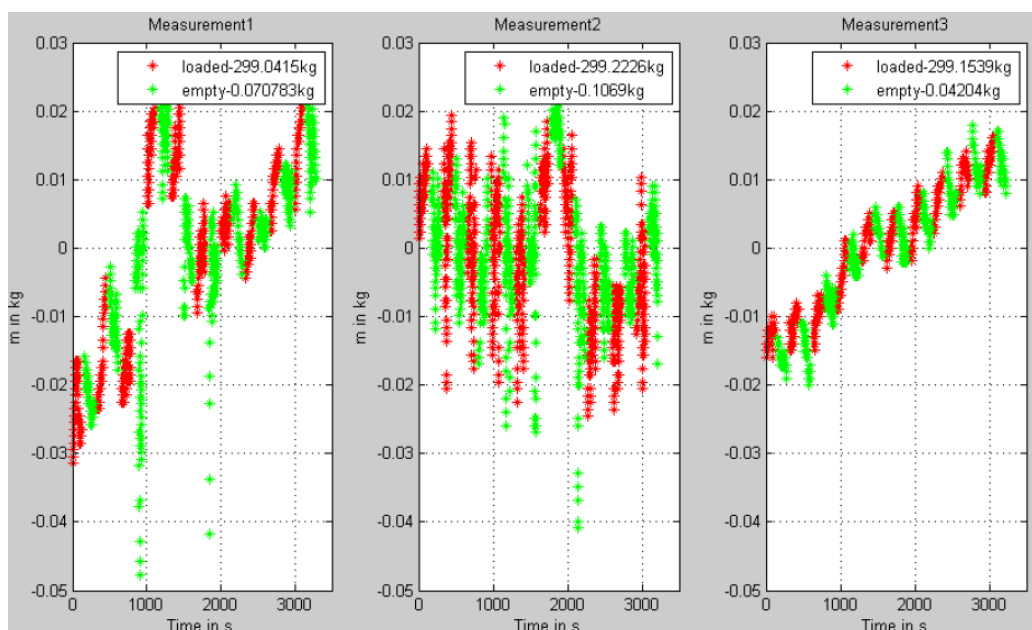 Measurement1
0.03
0.02
0.01
0
-0.01
-0.02
-0.03
-0.04
-0.05
m in kg
0
1000
2000
3000
Time in s
loaded-299.0415kg
empty-0.070783kg
Measurement2
0.03
0.02
0.01
0
-0.01
-0.02
-0.03
-0.04
-0.05
m in kg
0
1000
2000
3000
Time in s
loaded-299.2226kg
empty-0.1069kg
Measurement3
0.03
0.02
0.01
0
-0.01
-0.02
-0.03
-0.04
-0.05
m in kg
0
1000
2000
3000
Time in s
loaded-299.1539kg
empty-0.04204kg